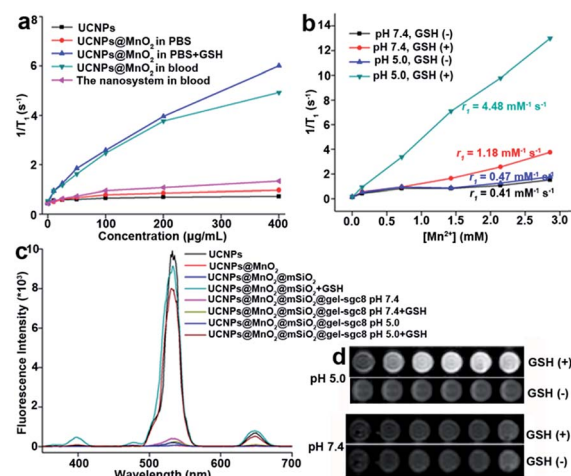 a
8
6
4
2
0
1/T₁ (s⁻¹)
UCNPs
UCNPs@MnO₂ in PBS
UCNPs@MnO₂ in PBS+GSH
UCNPs@MnO₂ in blood
The nanosystem in blood
0 100 200 300 400
Concentration (μg/mL)
b
14
12
10
8
6
4
2
0
1/T₁ (s⁻¹)
pH 7.4, GSH (-)
pH 7.4, GSH (+)
pH 5.0, GSH (-)
pH 5.0, GSH (+)
r₁ = 4.48 mM⁻¹ s⁻¹
r₁ = 1.18 mM⁻¹ s⁻¹
r₁ = 0.47 mM⁻¹ s⁻¹
r₁ = 0.41 mM⁻¹ s⁻¹
0.0 0.5 1.0 1.5 2.0 2.5 3.0
[Mn²⁺] (mM)
c
10
8
6
4
2
0
Fluorescence Intensity (*10³)
UCNPs
UCNPs@MnO₂
UCNPs@MnO₂@mSiO₂
UCNPs@MnO₂@mSiO₂+GSH
UCNPs@MnO₂@mSiO₂@gel-sgc8 pH 7.4
UCNPs@MnO₂@mSiO₂@gel-sgc8 pH 7.4+GSH
UCNPs@MnO₂@mSiO₂@gel-sgc8 pH 5.0
UCNPs@MnO₂@mSiO₂@gel-sgc8 pH 5.0+GSH
400 500 600 700
Wavelength (nm)
d
pH 5.0
GSH (+)
GSH (-)
pH 7.4
GSH (+)
GSH (-)